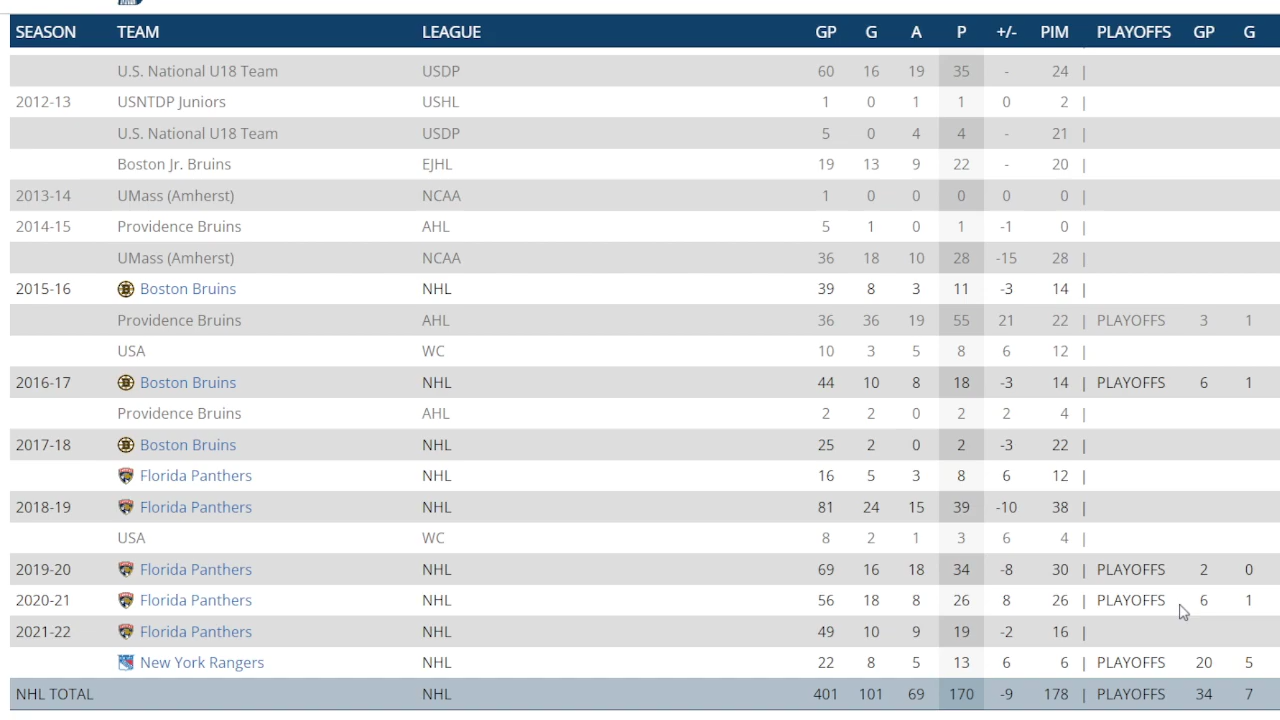 SEASON TEAM LEAGUE GP G A P +/- PIM PLAYOFFS GP G
U.S. National U18 Team USDP 60 16 19 35 - 24 |
2012-13 USNTDP Juniors USHL 1 0 1 1 0 2 |
U.S. National U18 Team USDP 5 0 4 4 - 21 |
Boston Jr. Bruins EJHL 19 13 9 22 - 20 |
2013-14 UMass (Amherst) NCAA 1 0 0 0 0 0 |
2014-15 Providence Bruins AHL 5 1 0 1 -1 0 |
UMass (Amherst) NCAA 36 18 10 28 -15 28 |
2015-16 Boston Bruins NHL 39 8 3 11 -3 14 |
Providence Bruins AHL 36 36 19 55 21 22 | PLAYOFFS 3 1
USA WC 10 3 5 8 6 12 |
2016-17 Boston Bruins NHL 44 10 8 18 -3 14 | PLAYOFFS 6 1
Providence Bruins AHL 2 2 0 2 2 4 |
2017-18 Boston Bruins NHL 25 2 0 2 -3 22 |
Florida Panthers NHL 16 5 3 8 6 12 |
2018-19 Florida Panthers NHL 81 24 15 39 -10 38 |
USA WC 8 2 1 3 6 4 |
2019-20 Florida Panthers NHL 69 16 18 34 -8 30 | PLAYOFFS 2 0
2020-21 Florida Panthers NHL 56 18 8 26 8 26 | PLAYOFFS 6 1
2021-22 Florida Panthers NHL 49 10 9 19 -2 16 |
New York Rangers NHL 22 8 5 13 6 6 | PLAYOFFS 20 5
NHL TOTAL NHL 401 101 69 170 -9 178 | PLAYOFFS 34 7